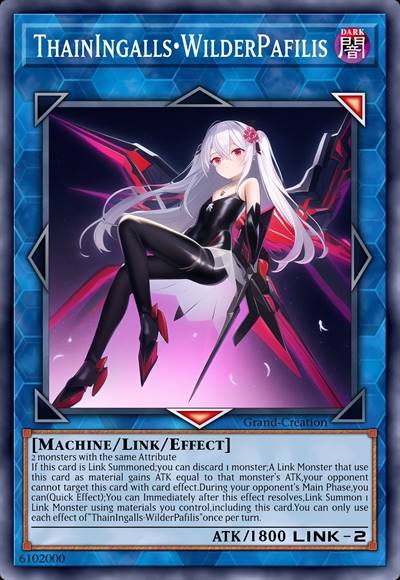 ThainIngalls•WilderPafilis
DARK
闇
Grand-Creation
[Machine/Link/Effect]
2 monsters with the same Attribute
If this card is Link Summoned;you can discard 1 monster;A Link Monster that use
this card as material gains ATK equal to that monster's ATK,your opponent
cannot target this card with card effect.During your opponent's Main Phase,you
can(Quick Effect);You can Immediately after this effect resolves,Link Summon 1
Link Monster using materials you control,including this card.You can only use
each effect of"ThainIngalls·WilderPafilis"once per turn.
ATK/1800 LINK-2
6102000